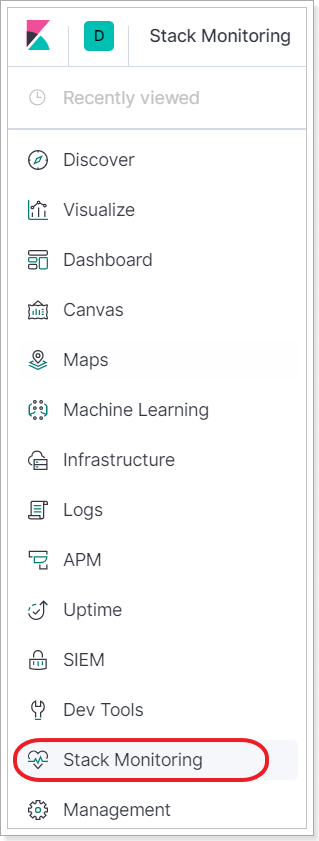 D Stack Monitoring
Recently viewed
Discover
Visualize
Dashboard
Canvas
Maps
Machine Learning
Infrastructure
Logs
APM
Uptime
SIEM
Dev Tools
Stack Monitoring
Management